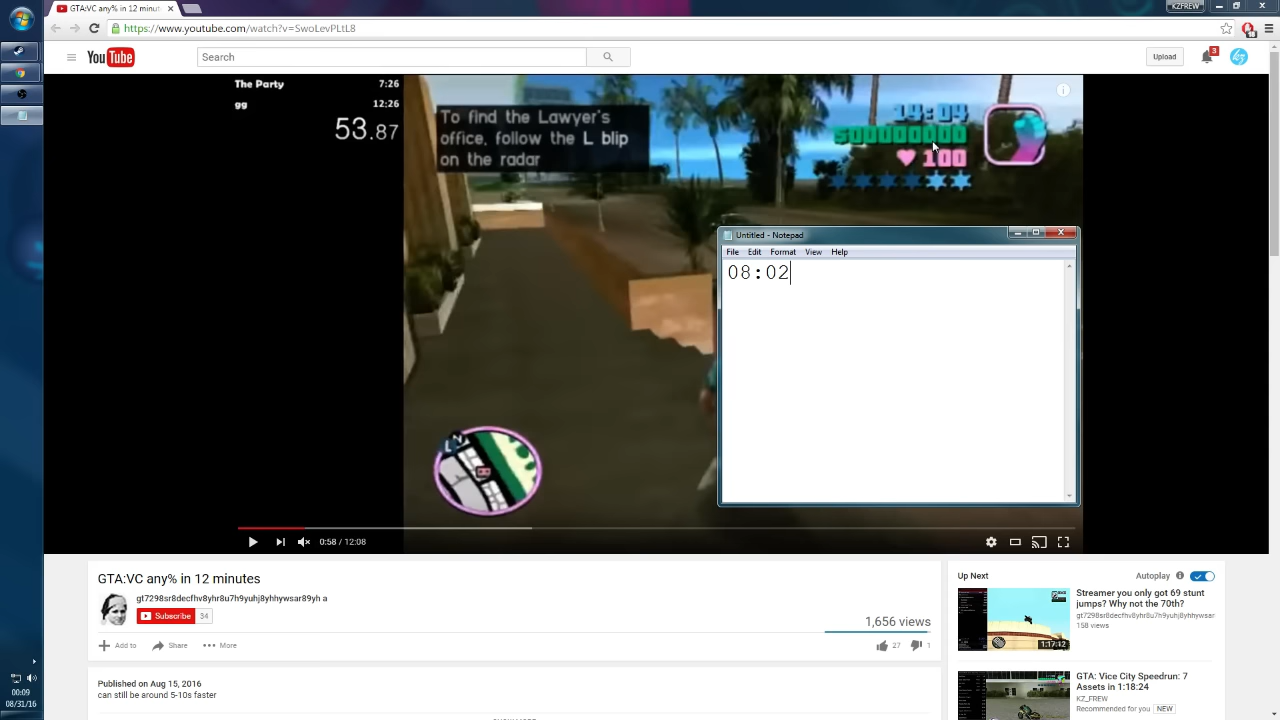 GTA:VC any% in 12 minut
KZFREW
https://www.youtube.com/watch?v=SwoLevPLtL8
YouTube
Search
Upload
3
The Party 7:26
gg 12:26
53.87
To find the Lawyer's
office, follow the L blip
on the radar
14:04
500000000
100
Untitled - Notepad
File Edit Format View Help
08:02
L
0:58 / 12:08
GTA:VC any% in 12 minutes
gt7298sr8decfhv8yhr8u7h9yuhj8yhhywsar89yh a
Subscribe 34
1,656 views
Add to Share More
27 1
Published on Aug 15, 2016
can still be around 5-10s faster
Up Next
Autoplay
Streamer you only got 69 stunt
jumps? Why not the 70th?
gt7298sr8decfhv8yhr8u7h9yuhj8yhhywsar
158 views
1:17:12
GTA: Vice City Speedrun: 7
Assets in 1:18:24
KZ_FREW
Recommended for you NEW
00:09
08/31/16